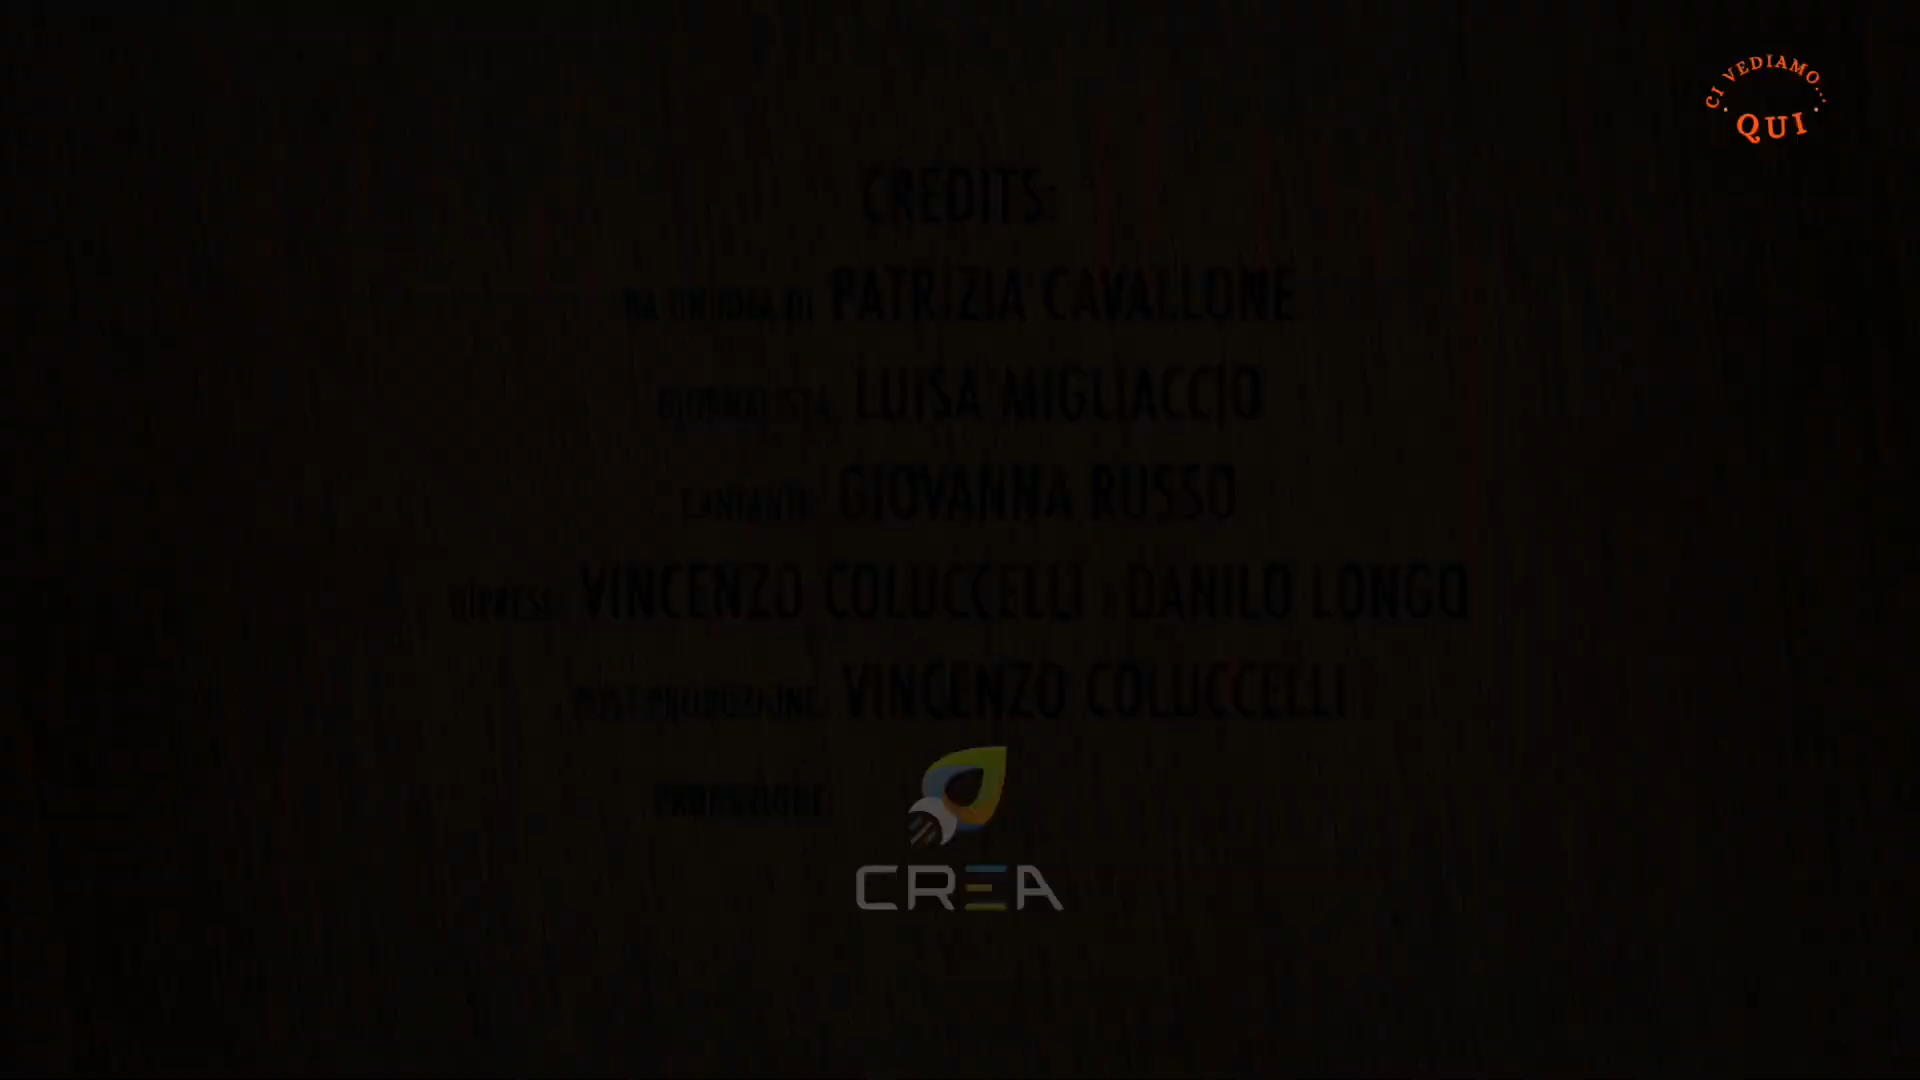 CI VEDIAMO...
QUI
CREDITS:
DA UN'IDEA DI PATRIZIA CAVALLONE
GIORNALISTA: LUISA MIGLIACCIO
CANTANTE: GIOVANNA RUSSO
RIPRESE: VINCENZO COLUCCELLI DANILO LONGO
POST PRODUZIONE: VINCENZO COLUCCELLI
PRODUZIONE:
CREA